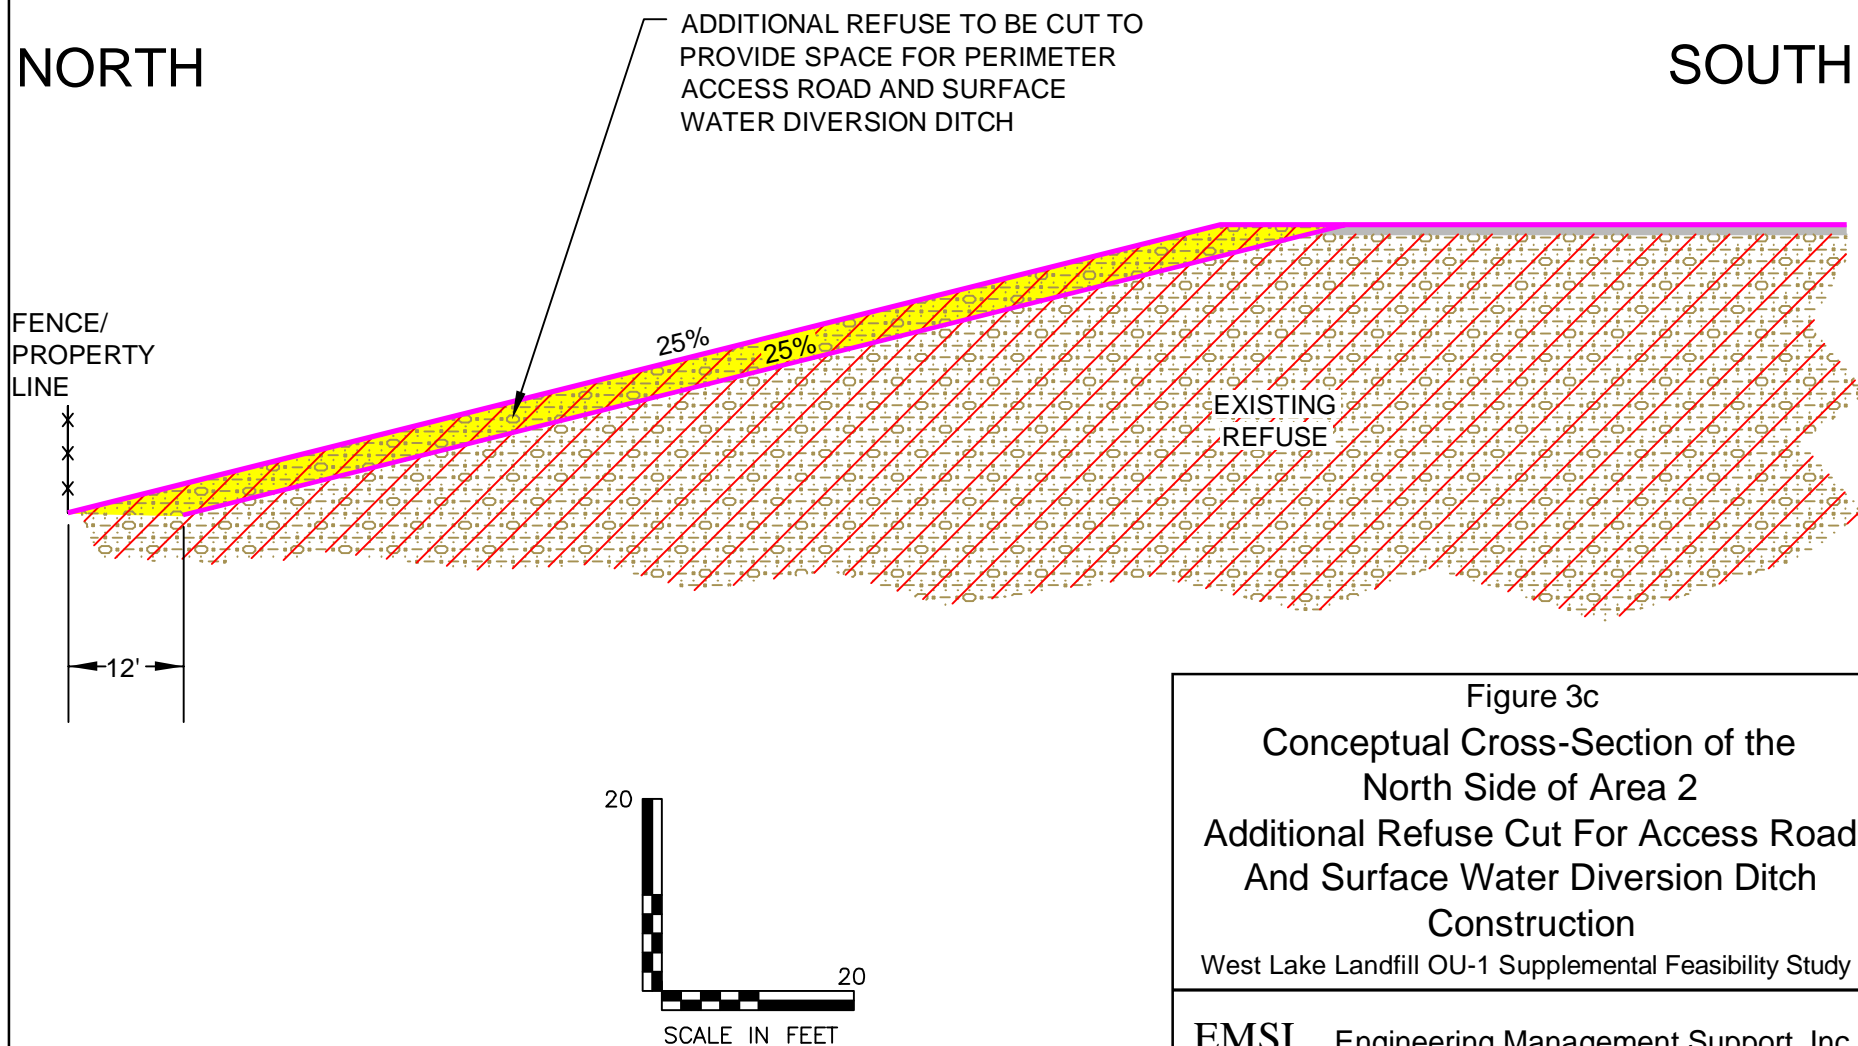 NORTH
ADDITIONAL REFUSE TO BE CUT TO
PROVIDE SPACE FOR PERIMETER
ACCESS ROAD AND SURFACE
WATER DIVERSION DITCH
SOUTH
FENCE/
PROPERTY
LINE
25%
25%
EXISTING
REFUSE
12'
20
20
SCALE IN FEET
Figure 3c
Conceptual Cross-Section of the
North Side of Area 2
Additional Refuse Cut For Access Road
And Surface Water Diversion Ditch
Construction
West Lake Landfill OU-1 Supplemental Feasibility Study
EMSI Engineering Management Support, Inc